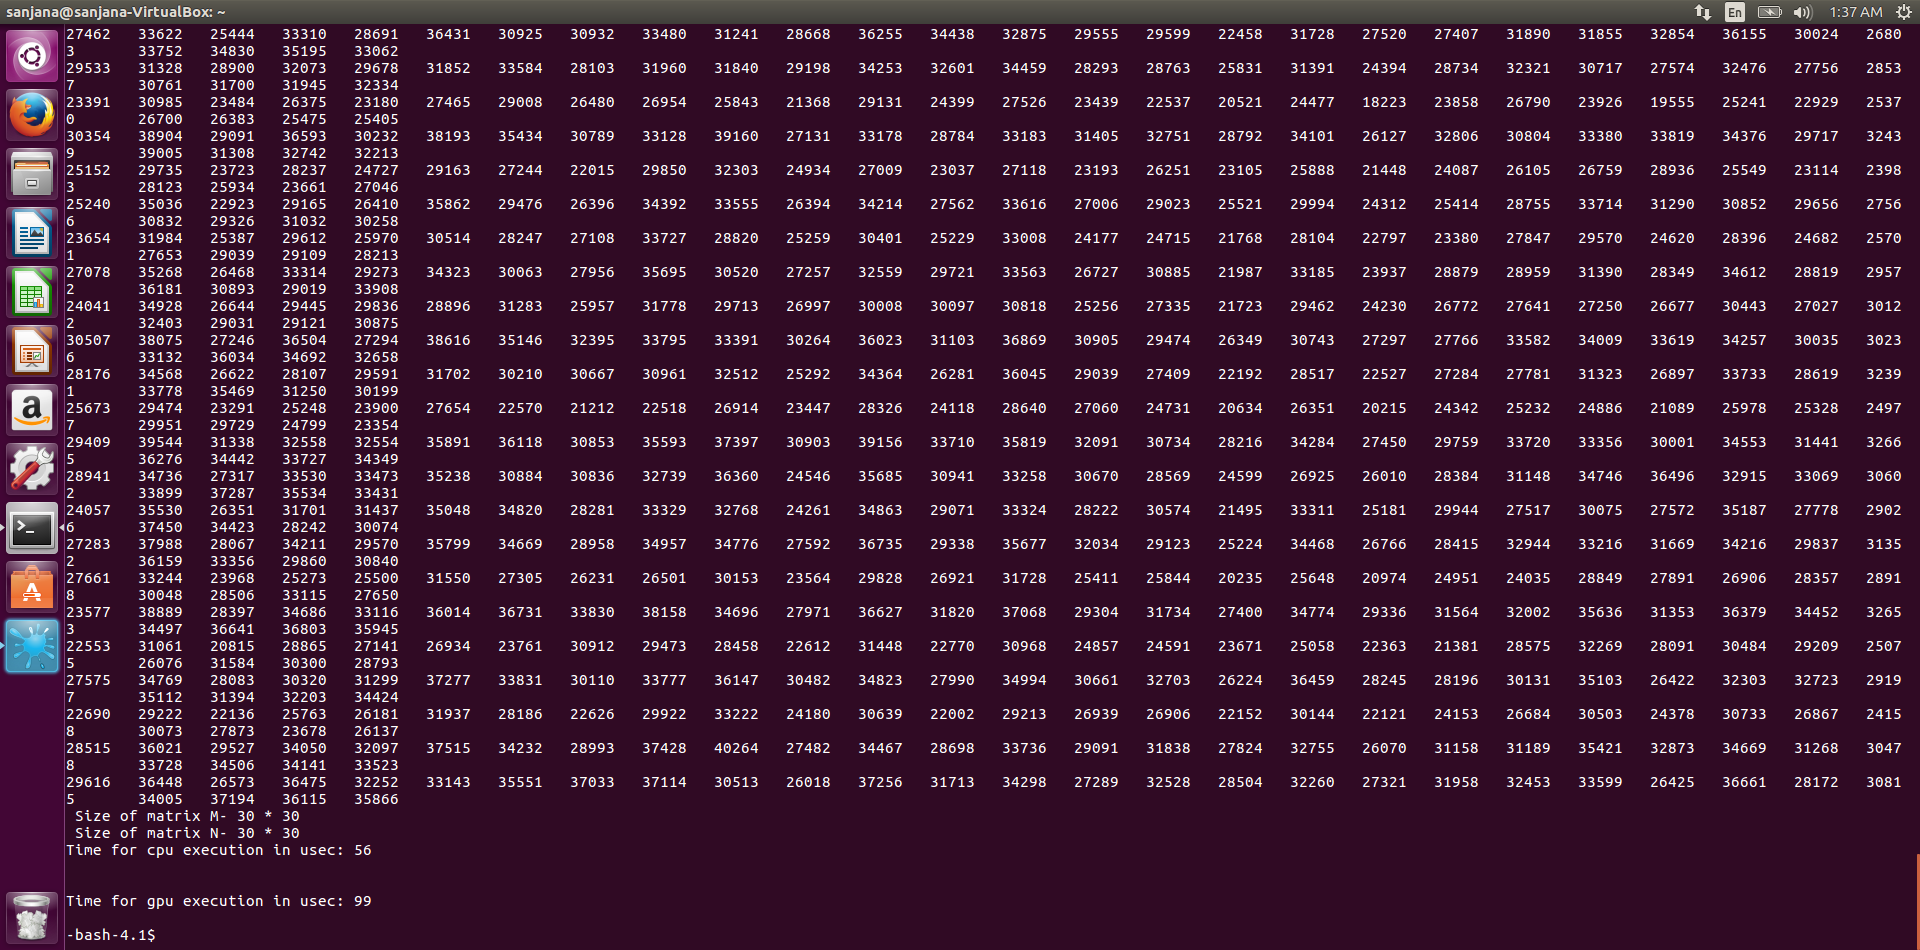 sanjana@sanjana-VirtualBox: ~
En
1:37 AM
27462 33622 25444 33310 28691 36431 30925 30932 33480 31241 28668 36255 34438 32875 29555 29599 22458 31728 27520 27407 31890 31855 32854 36155 30024 2680
3 33752 34830 35195 33062
29533 31328 28900 32073 29678 31852 33584 28103 31960 31840 29198 34253 32601 34459 28293 28763 25831 31391 24394 28734 32321 30717 27574 32476 27756 2853
7 30761 31700 31945 32334
23391 30985 23484 26375 23180 27465 29008 26480 26954 25843 21368 29131 24399 27526 23439 22537 20521 24477 18223 23858 26790 23926 19555 25241 22929 2537
0 26700 26383 25475 25405
30354 38904 29091 36593 30232 38193 35434 30789 33128 39160 27131 33178 28784 33183 31405 32751 28792 34101 26127 32806 30804 33380 33819 34376 29717 3243
9 39005 31308 32742 32213
25152 29735 23723 28237 24727 29163 27244 22015 29850 32303 24934 27009 23037 27118 23193 26251 23105 25888 21448 24087 26105 26759 28936 25549 23114 2398
3 28123 25934 23661 27046
25240 35036 22923 29165 26410 35862 29476 26396 34392 33555 26394 34214 27562 33616 27006 29023 25521 29994 24312 25414 28755 33714 31290 30852 29656 2756
6 30832 29326 31032 30258
23654 31984 25387 29612 25970 30514 28247 27108 33727 28820 25259 30401 25229 33008 24177 24715 21768 28104 22797 23380 27847 29570 24620 28396 24682 2570
1 27653 29039 29109 28213
27078 35268 26468 33314 29273 34323 30063 27956 35695 30520 27257 32559 29721 33563 26727 30885 21987 33185 23937 28879 28959 31390 28349 34612 28819 2957
2 36181 30893 29019 33908
24041 34928 26644 29445 29836 28896 31283 25957 31778 29713 26997 30008 30097 30818 25256 27335 21723 29462 24230 26772 27641 27250 26677 30443 27027 3012
2 32403 29031 29121 30875
30507 38075 27246 36504 27294 38616 35146 32395 33795 33391 30264 36023 31103 36869 30905 29474 26349 30743 27297 27766 33582 34009 33619 34257 30035 3023
6 33132 36034 34692 32658
28176 34568 26622 28107 29591 31702 30210 30667 30961 32512 25292 34364 26281 36045 29039 27409 22192 28517 22527 27284 27781 31323 26897 33733 28619 3239
1 33778 35469 31250 30199
25673 29474 23291 25248 23900 27654 22570 21212 22518 26914 23447 28326 24118 28640 27060 24731 20634 26351 20215 24342 25232 24886 21089 25978 25328 2497
7 29951 29729 24799 23354
29409 39544 31338 32558 32554 35891 36118 30853 35593 37397 30903 39156 33710 35819 32091 30734 28216 34284 27450 29759 33720 33356 30001 34553 31441 3266
5 36276 34442 33727 34349
28941 34736 27317 33530 33473 35238 30884 30836 32739 36360 24546 35685 30941 33258 30670 28569 24599 26925 26010 28384 31148 34746 36496 32915 33069 3060
2 33899 37287 35534 33431
24057 35530 26351 31701 31437 35048 34820 28281 33329 32768 24261 34863 29071 33324 28222 30574 21495 33311 25181 29944 27517 30075 27572 35187 27778 2902
6 37450 34423 28242 30074
27283 37988 28067 34211 29570 35799 34669 28958 34957 34776 27592 36735 29338 35677 32034 29123 25224 34468 26766 28415 32944 33216 31669 34216 29837 3135
2 36159 33356 29860 30840
27661 33244 23968 25273 25500 31550 27305 26231 26501 30153 23564 29828 26921 31728 25411 25844 20235 25648 20974 24951 24035 28849 27891 26906 28357 2891
8 30048 28506 33115 27650
23577 38889 28397 34686 33116 36014 36731 33830 38158 34696 27971 36627 31820 37068 29304 31734 27400 34774 29336 31564 32002 35636 31353 36379 34452 3265
3 34497 36641 36803 35945
22553 31061 20815 28865 27141 26934 23761 30912 29473 28458 22612 31448 22770 30968 24857 24591 23671 25058 22363 21381 28575 32269 28091 30484 29209 2507
5 26076 31584 30300 28793
27575 34769 28083 30320 31299 37277 33831 30110 33777 36147 30482 34823 27990 34994 30661 32703 26224 36459 28245 28196 30131 35103 26422 32303 32723 2919
7 35112 31394 32203 34424
22690 29222 22136 25763 26181 31937 28186 22626 29922 33222 24180 30639 22002 29213 26939 26906 22152 30144 22121 24153 26684 30503 24378 30733 26867 2415
8 30073 27873 23678 26137
28515 36021 29527 34050 32097 37515 34232 28993 37428 40264 27482 34467 28698 33736 29091 31838 27824 32755 26070 31158 31189 35421 32873 34669 31268 3047
8 33728 34506 34141 33523
29616 36448 26573 36475 32252 33143 35551 37033 37114 30513 26018 37256 31713 34298 27289 32528 28504 32260 27321 31958 32453 33599 26425 36661 28172 3081
5 34005 37194 36115 35866
Size of matrix M- 30 * 30
Size of matrix N- 30 * 30
Time for cpu execution in usec: 56
Time for gpu execution in usec: 99
-bash-4.1$